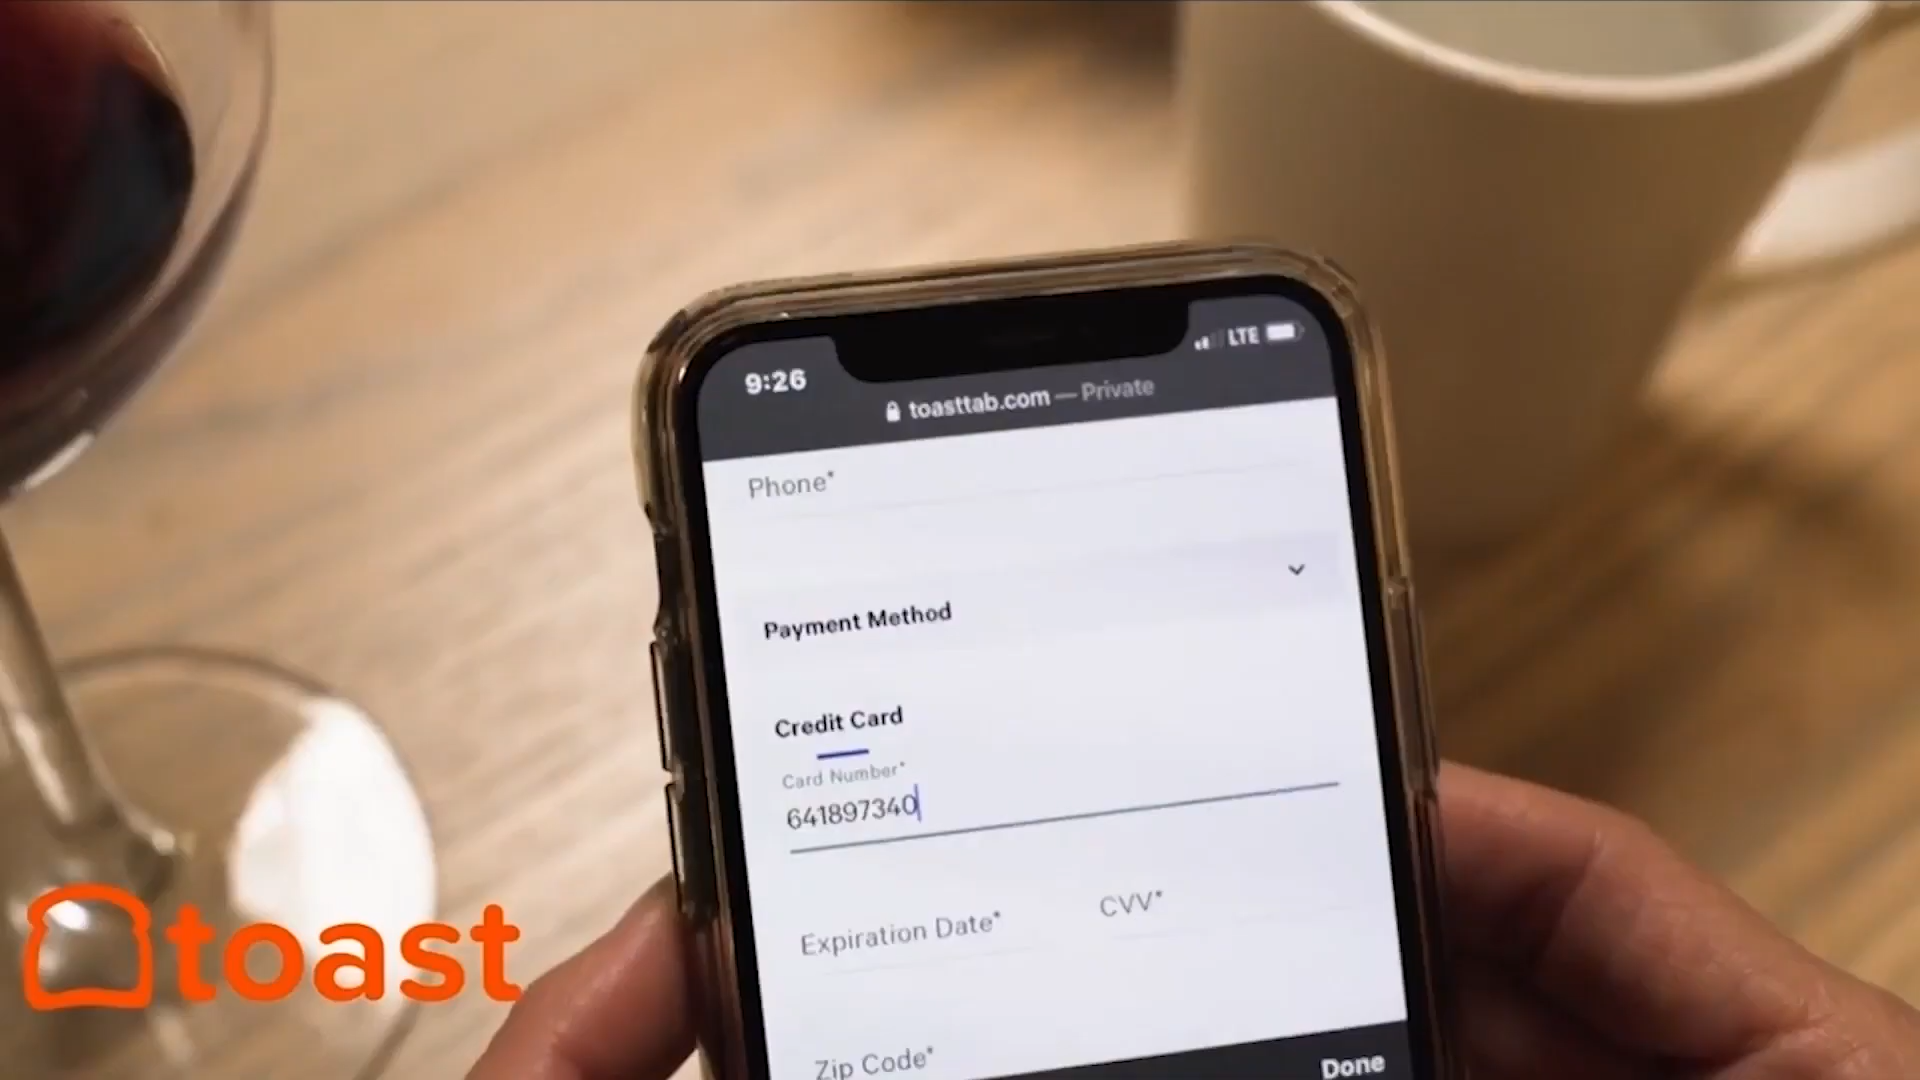 9:26
LTE
toasttab.com — Private
Phone*
Payment Method
Credit Card
Card Number*
641897340
Expiration Date*
CVV*
Zip Code*
Done
toast